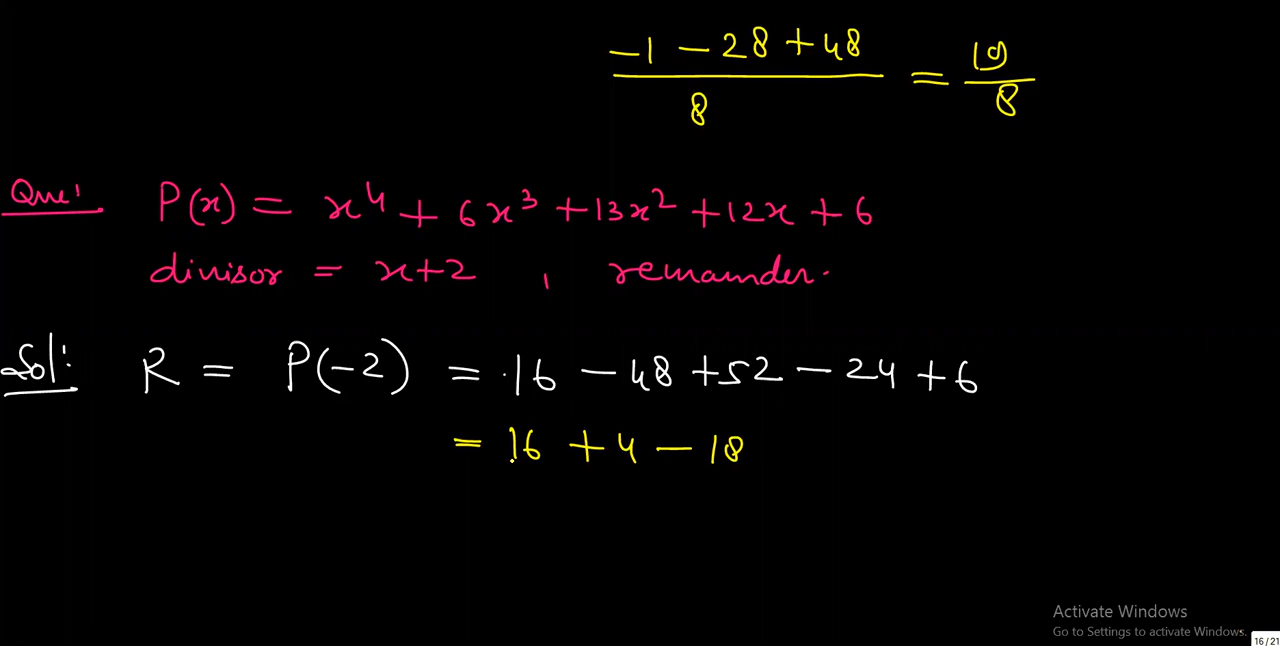 -1 - 28 + 48
8
= 19
8
Que: P(x) = x⁴ + 6x³ + 13x² + 12x + 6
divisor = x+2 , remainder.
Sol: R = P(-2) = 16 - 48 + 52 - 24 + 6
= 16 + 4 - 18
Activate Windows
Go to Settings to activate Windows.
16 / 21